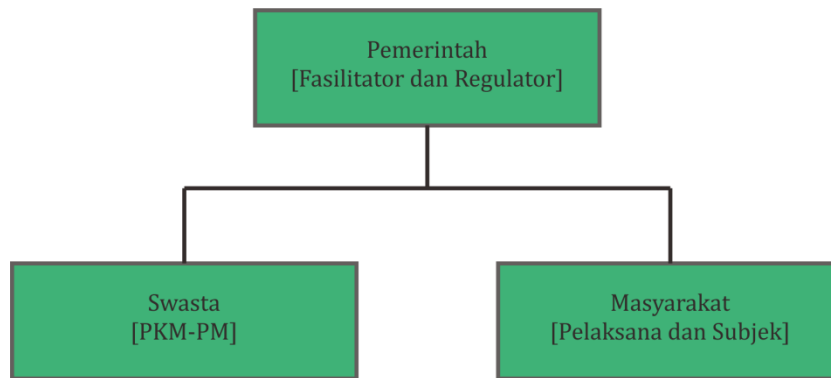 Pemerintah
[Fasilitator dan Regulator]
Swasta
[PKM-PM]
Masyarakat
[Pelaksana dan Subjek]